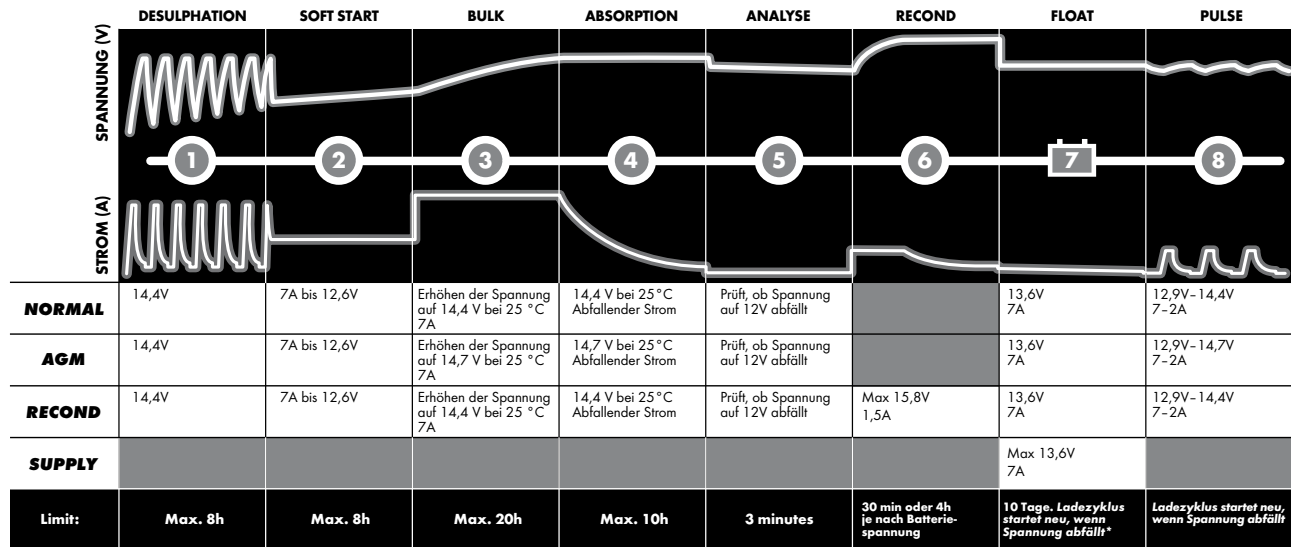 DESULPHATION SOFT START BULK ABSORPTION ANALYSE RECOND FLOAT PULSE
SPANNUNG (V)
1 2 3 4 5 6 7 8
STROM (A)
NORMAL
14,4V
7A bis 12,6V
Erhöhen der Spannung
auf 14,4 V bei 25 °C
7A
14,4 V bei 25°C
Abfallender Strom
Prüft, ob Spannung
auf 12V abfällt
13,6V
7A
12,9V–14,4V
7–2A
AGM
14,4V
7A bis 12,6V
Erhöhen der Spannung
auf 14,7 V bei 25 °C
7A
14,7 V bei 25°C
Abfallender Strom
Prüft, ob Spannung
auf 12V abfällt
13,6V
7A
12,9V–14,7V
7–2A
RECOND
14,4V
7A bis 12,6V
Erhöhen der Spannung
auf 14,4 V bei 25 °C
7A
14,4 V bei 25°C
Abfallender Strom
Prüft, ob Spannung
auf 12V abfällt
Max 15,8V
1,5A
13,6V
7A
12,9V–14,4V
7–2A
SUPPLY
Max 13,6V
7A
Limit:
Max. 8h
Max. 8h
Max. 20h
Max. 10h
3 minutes
30 min oder 4h
je nach Batterie-
spannung
10 Tage. Ladezyklus
startet neu, wenn
Spannung abfällt*
Ladezyklus startet neu,
wenn Spannung abfällt